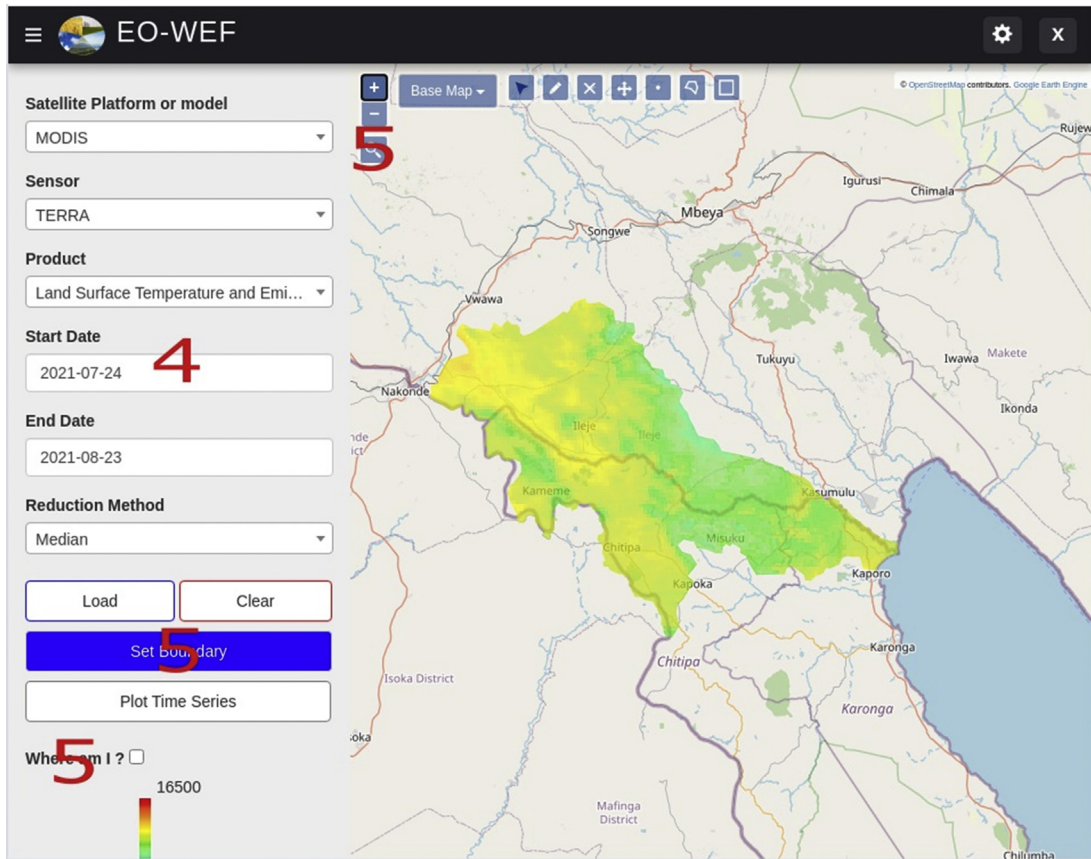 EO-WEF
X
Satellite Platform or model
MODIS
Sensor
TERRA
Product
Land Surface Temperature and Emi...
Start Date
2021-07-24
4
End Date
2021-08-23
Reduction Method
Median
Load
Clear
Set Boundary
5
Plot Time Series
Where am I ?
5
16500
+
−
5
Base Map
© OpenStreetMap contributors. Google Earth Engine
Rujew
Igurusi
Chimala
Mbeya
Songwe
Vwawa
Tukuyu
Iwawa
Makete
Nakonde
Ikonda
nde
ict
Ileje
Ileje
Kameme
Kasumulu
Misuku
Chitipa
Kaporo
Kapoka
Karonga
Chitipa
Isoka District
Karonga
oka
Mafinga
District
Chilumba